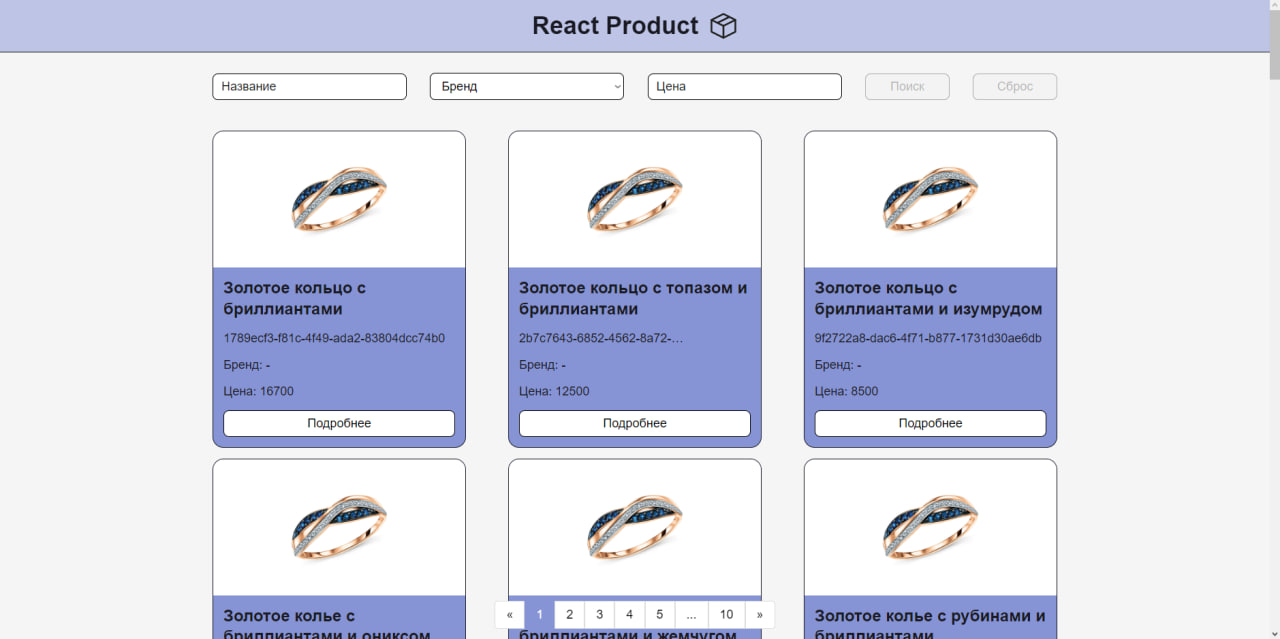 React Product
Название
Бренд
Цена
Поиск
Сброс
Золотое кольцо с
бриллиантами
1789ecf3-f81c-4f49-ada2-83804dcc74b0
Бренд: -
Цена: 16700
Подробнее
Золотое кольцо с топазом и
бриллиантами
2b7c7643-6852-4562-8a72-…
Бренд: -
Цена: 12500
Подробнее
Золотое кольцо с
бриллиантами и изумрудом
9f2722a8-dac6-4f71-b877-1731d30ae6db
Бренд: -
Цена: 8500
Подробнее
Золотое колье с
бриллиантами и ониксом
бриллиантами и жемчугом
Золотое колье с рубинами и
бриллиантами
« 1 2 3 4 5 ... 10 »